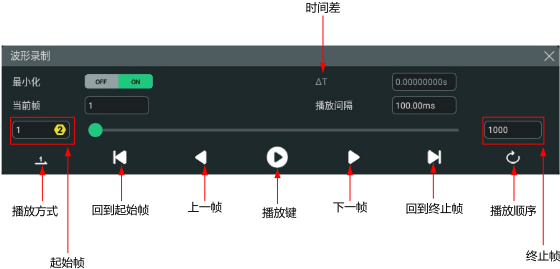 时间差
波形录制
最小化 OFF ON ΔT 0.00000000s
当前帧 1 播放间隔 100.00ms
1 2 1000
1
播放方式 回到起始帧 上一帧 播放键 下一帧 回到终止帧 播放顺序
起始帧 终止帧